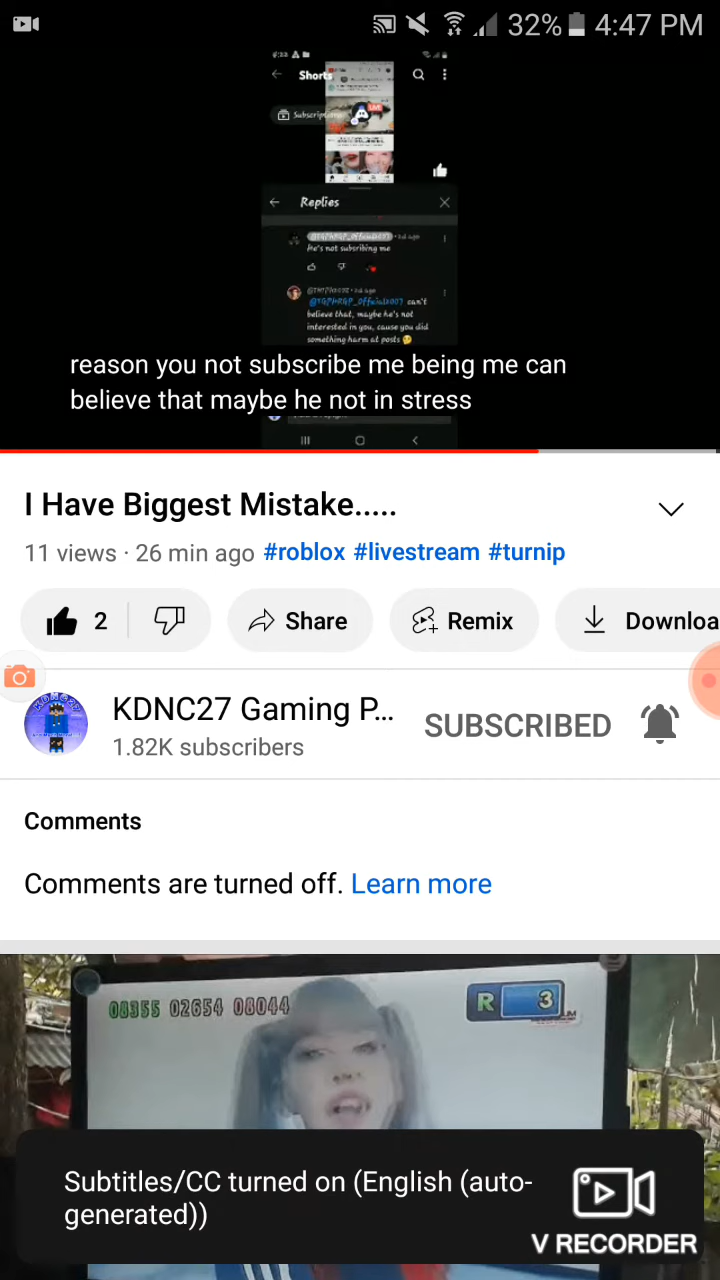 32% 4:47 PM
Shorts
Replies
he's not subsribing me
can't
believe that, maybe he's not
interested in you, cause you did
something harm at posts 🤔
reason you not subscribe me being me can
believe that maybe he not in stress
I Have Biggest Mistake.....
11 views · 26 min ago #roblox #livestream #turnip
2 Share Remix Downloa
KDNC27 Gaming P...
1.82K subscribers
SUBSCRIBED
Comments
Comments are turned off. Learn more
08355 02654 08044
R 3
Subtitles/CC turned on (English (auto-
generated))
V RECORDER